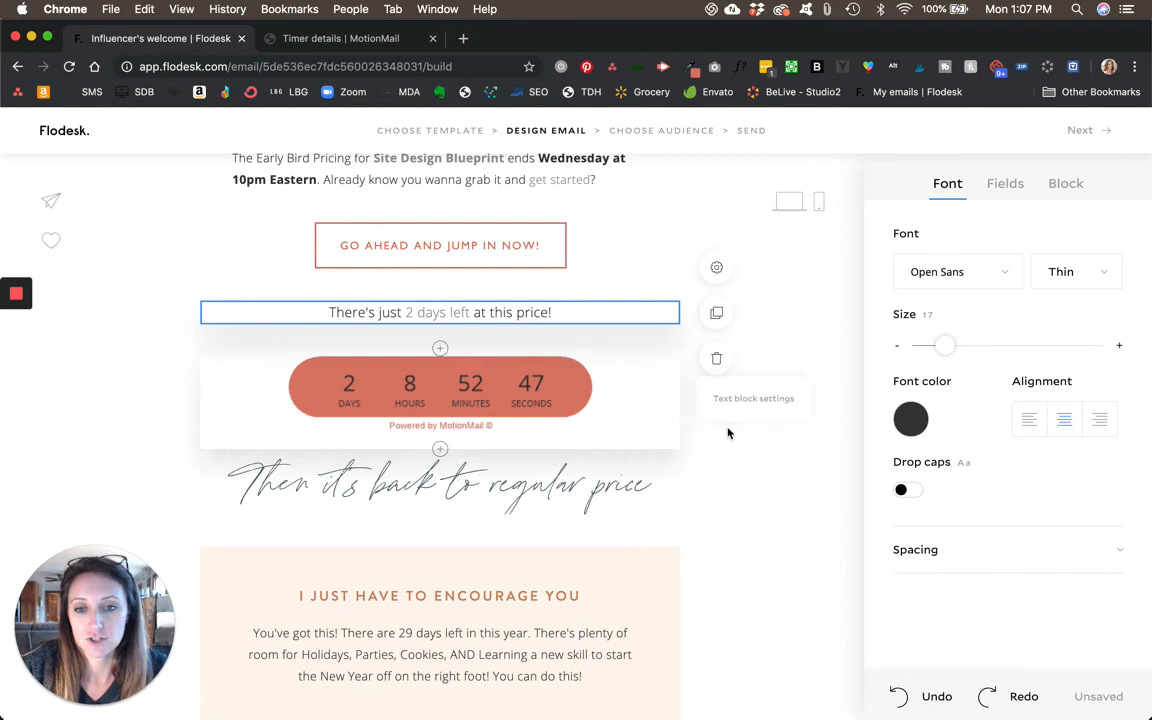 Chrome File Edit View History Bookmarks People Tab Window Help
7 100% Mon 1:07 PM
F. Influencer's welcome | Flodesk × Timer details | MotionMail × +
app.flodesk.com/email/5de536ec7fdc560026348031/build
SMS SDB LBG LBG Zoom MDA SEO TDH Grocery Envato BeLive - Studio2 F. My emails | Flodesk Other Bookmarks
Flodesk.
CHOOSE TEMPLATE > DESIGN EMAIL > CHOOSE AUDIENCE > SEND
Next →
The Early Bird Pricing for Site Design Blueprint ends Wednesday at
10pm Eastern. Already know you wanna grab it and get started?
GO AHEAD AND JUMP IN NOW!
There's just 2 days left at this price!
2 8 52 47
DAYS HOURS MINUTES SECONDS
Powered by MotionMail ©
Then it's back to regular price
I JUST HAVE TO ENCOURAGE YOU
You've got this! There are 29 days left in this year. There's plenty of
room for Holidays, Parties, Cookies, AND Learning a new skill to start
the New Year off on the right foot! You can do this!
Text block settings
Font Fields Block
Font
Open Sans Thin
Size 17
- +
Font color Alignment
Drop caps Aa
Spacing
Undo Redo Unsaved